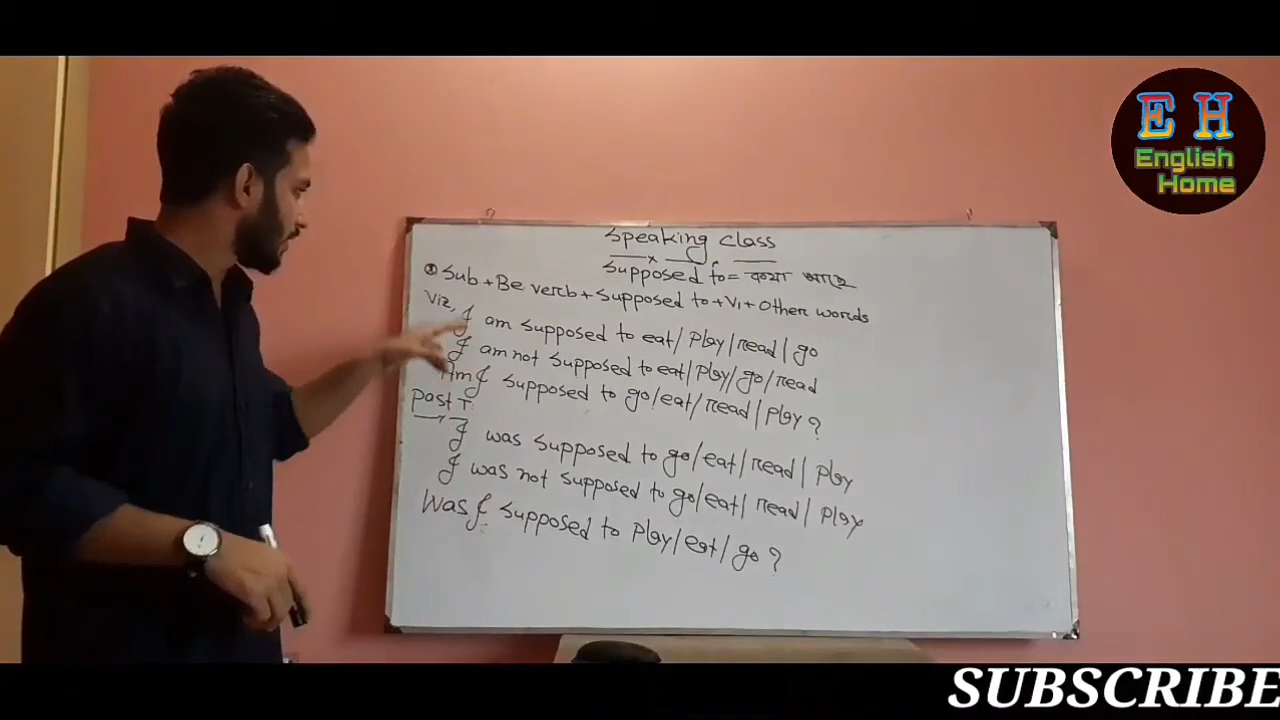 Speaking Class
Supposed to = কথা আছে
Sub + Be verb + Supposed to + V1 + Other words
Viz, I am supposed to eat/ play/ read/ go
I am not supposed to eat/ play/ go/ read
Am I supposed to go/ eat/ read/ play?
Past T.
I was supposed to go/ eat/ read/ play
I was not supposed to go/ eat/ read/ play
Was I supposed to play/ eat/ go?
E H
English
Home
SUBSCRIBE